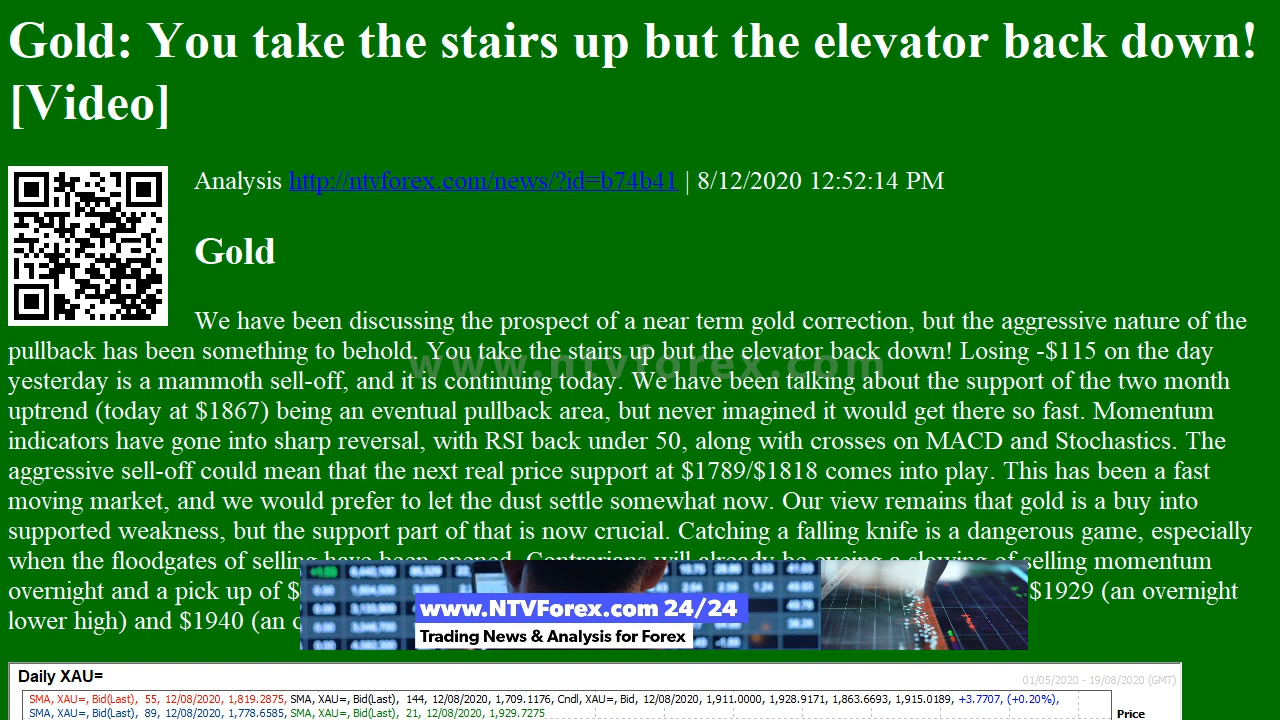 Gold: You take the stairs up but the elevator back down!
[Video]
Analysis http://ntvforex.com/news/?id=b74b41 | 8/12/2020 12:52:14 PM
Gold
We have been discussing the prospect of a near term gold correction, but the aggressive nature of the
pullback has been something to behold. You take the stairs up but the elevator back down! Losing -$115 on the day
www.ntvforex.com
yesterday is a mammoth sell-off, and it is continuing today. We have been talking about the support of the two month
uptrend (today at $1867) being an eventual pullback area, but never imagined it would get there so fast. Momentum
indicators have gone into sharp reversal, with RSI back under 50, along with crosses on MACD and Stochastics. The
aggressive sell-off could mean that the next real price support at $1789/$1818 comes into play. This has been a fast
moving market, and we would prefer to let the dust settle somewhat now. Our view remains that gold is a buy into
supported weakness, but the support part of that is now crucial. Catching a falling knife is a dangerous game, especially
when the floodgates of selling have been opened. Contrarians will already be eyeing a slowing of selling momentum
overnight and a pick up of $ $1929 (an overnight
lower high) and $1940 (an
www.NTVForex.com 24/24
Trading News & Analysis for Forex
Daily XAU=
01/05/2020 - 19/08/2020 (GMT)
SMA, XAU=, Bid(Last), 55, 12/08/2020, 1,819.2875, SMA, XAU=, Bid(Last), 144, 12/08/2020, 1,709.1176, Cndl, XAU=, Bid, 12/08/2020, 1,911.0000, 1,928.9171, 1,863.6693, 1,915.0189, +3.7707, (+0.20%),
SMA, XAU=, Bid(Last), 89, 12/08/2020, 1,778.6585, SMA, XAU=, Bid(Last), 21, 12/08/2020, 1,929.7275
Price